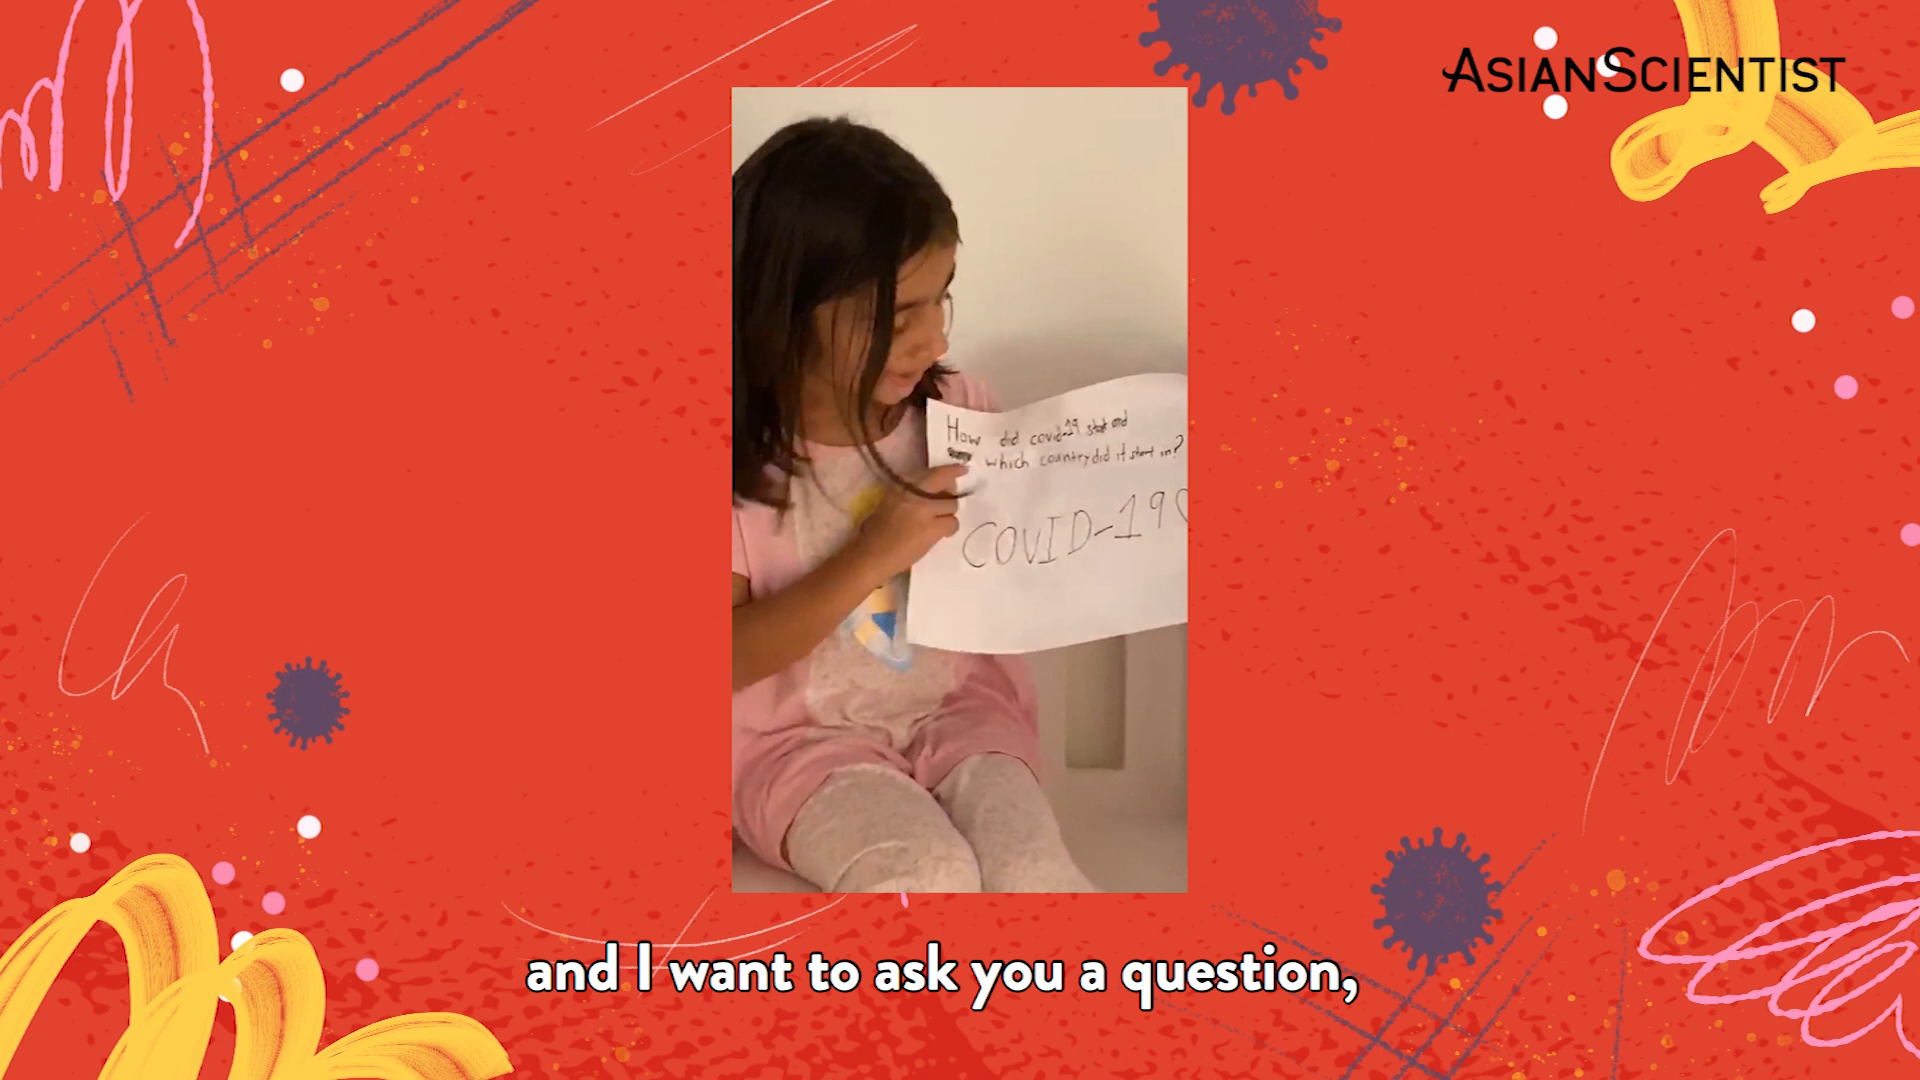 ASIANSCIENTIST
How did covid-19 start and
which country did it start in?
COVID-19
and I want to ask you a question,